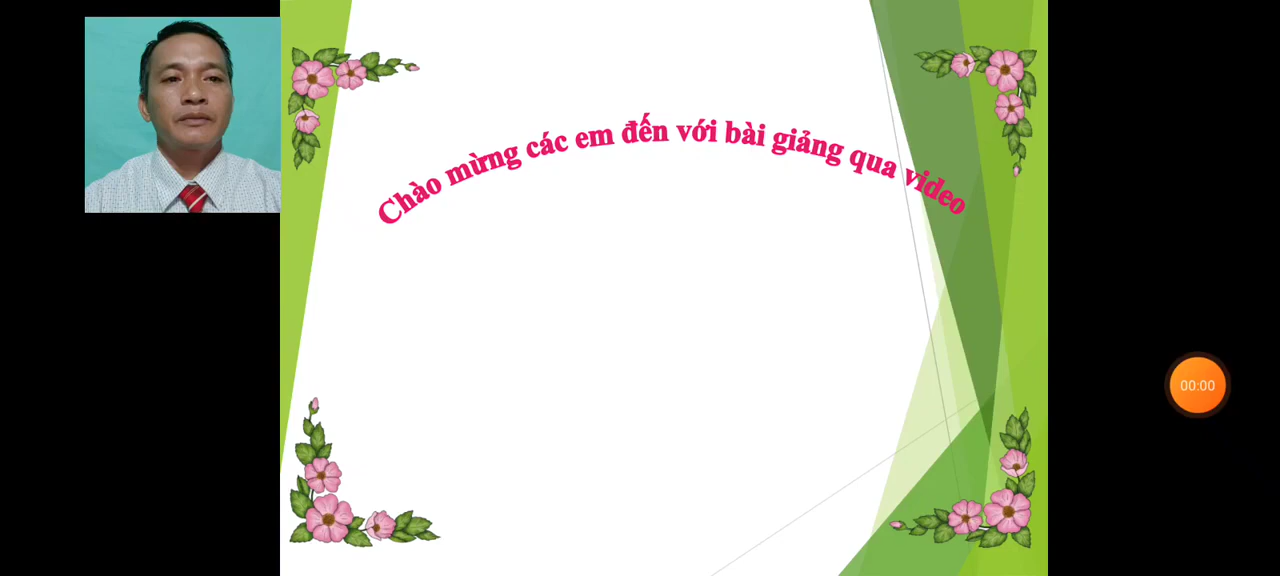 Chào mừng các em đến với bài giảng qua video
00:00